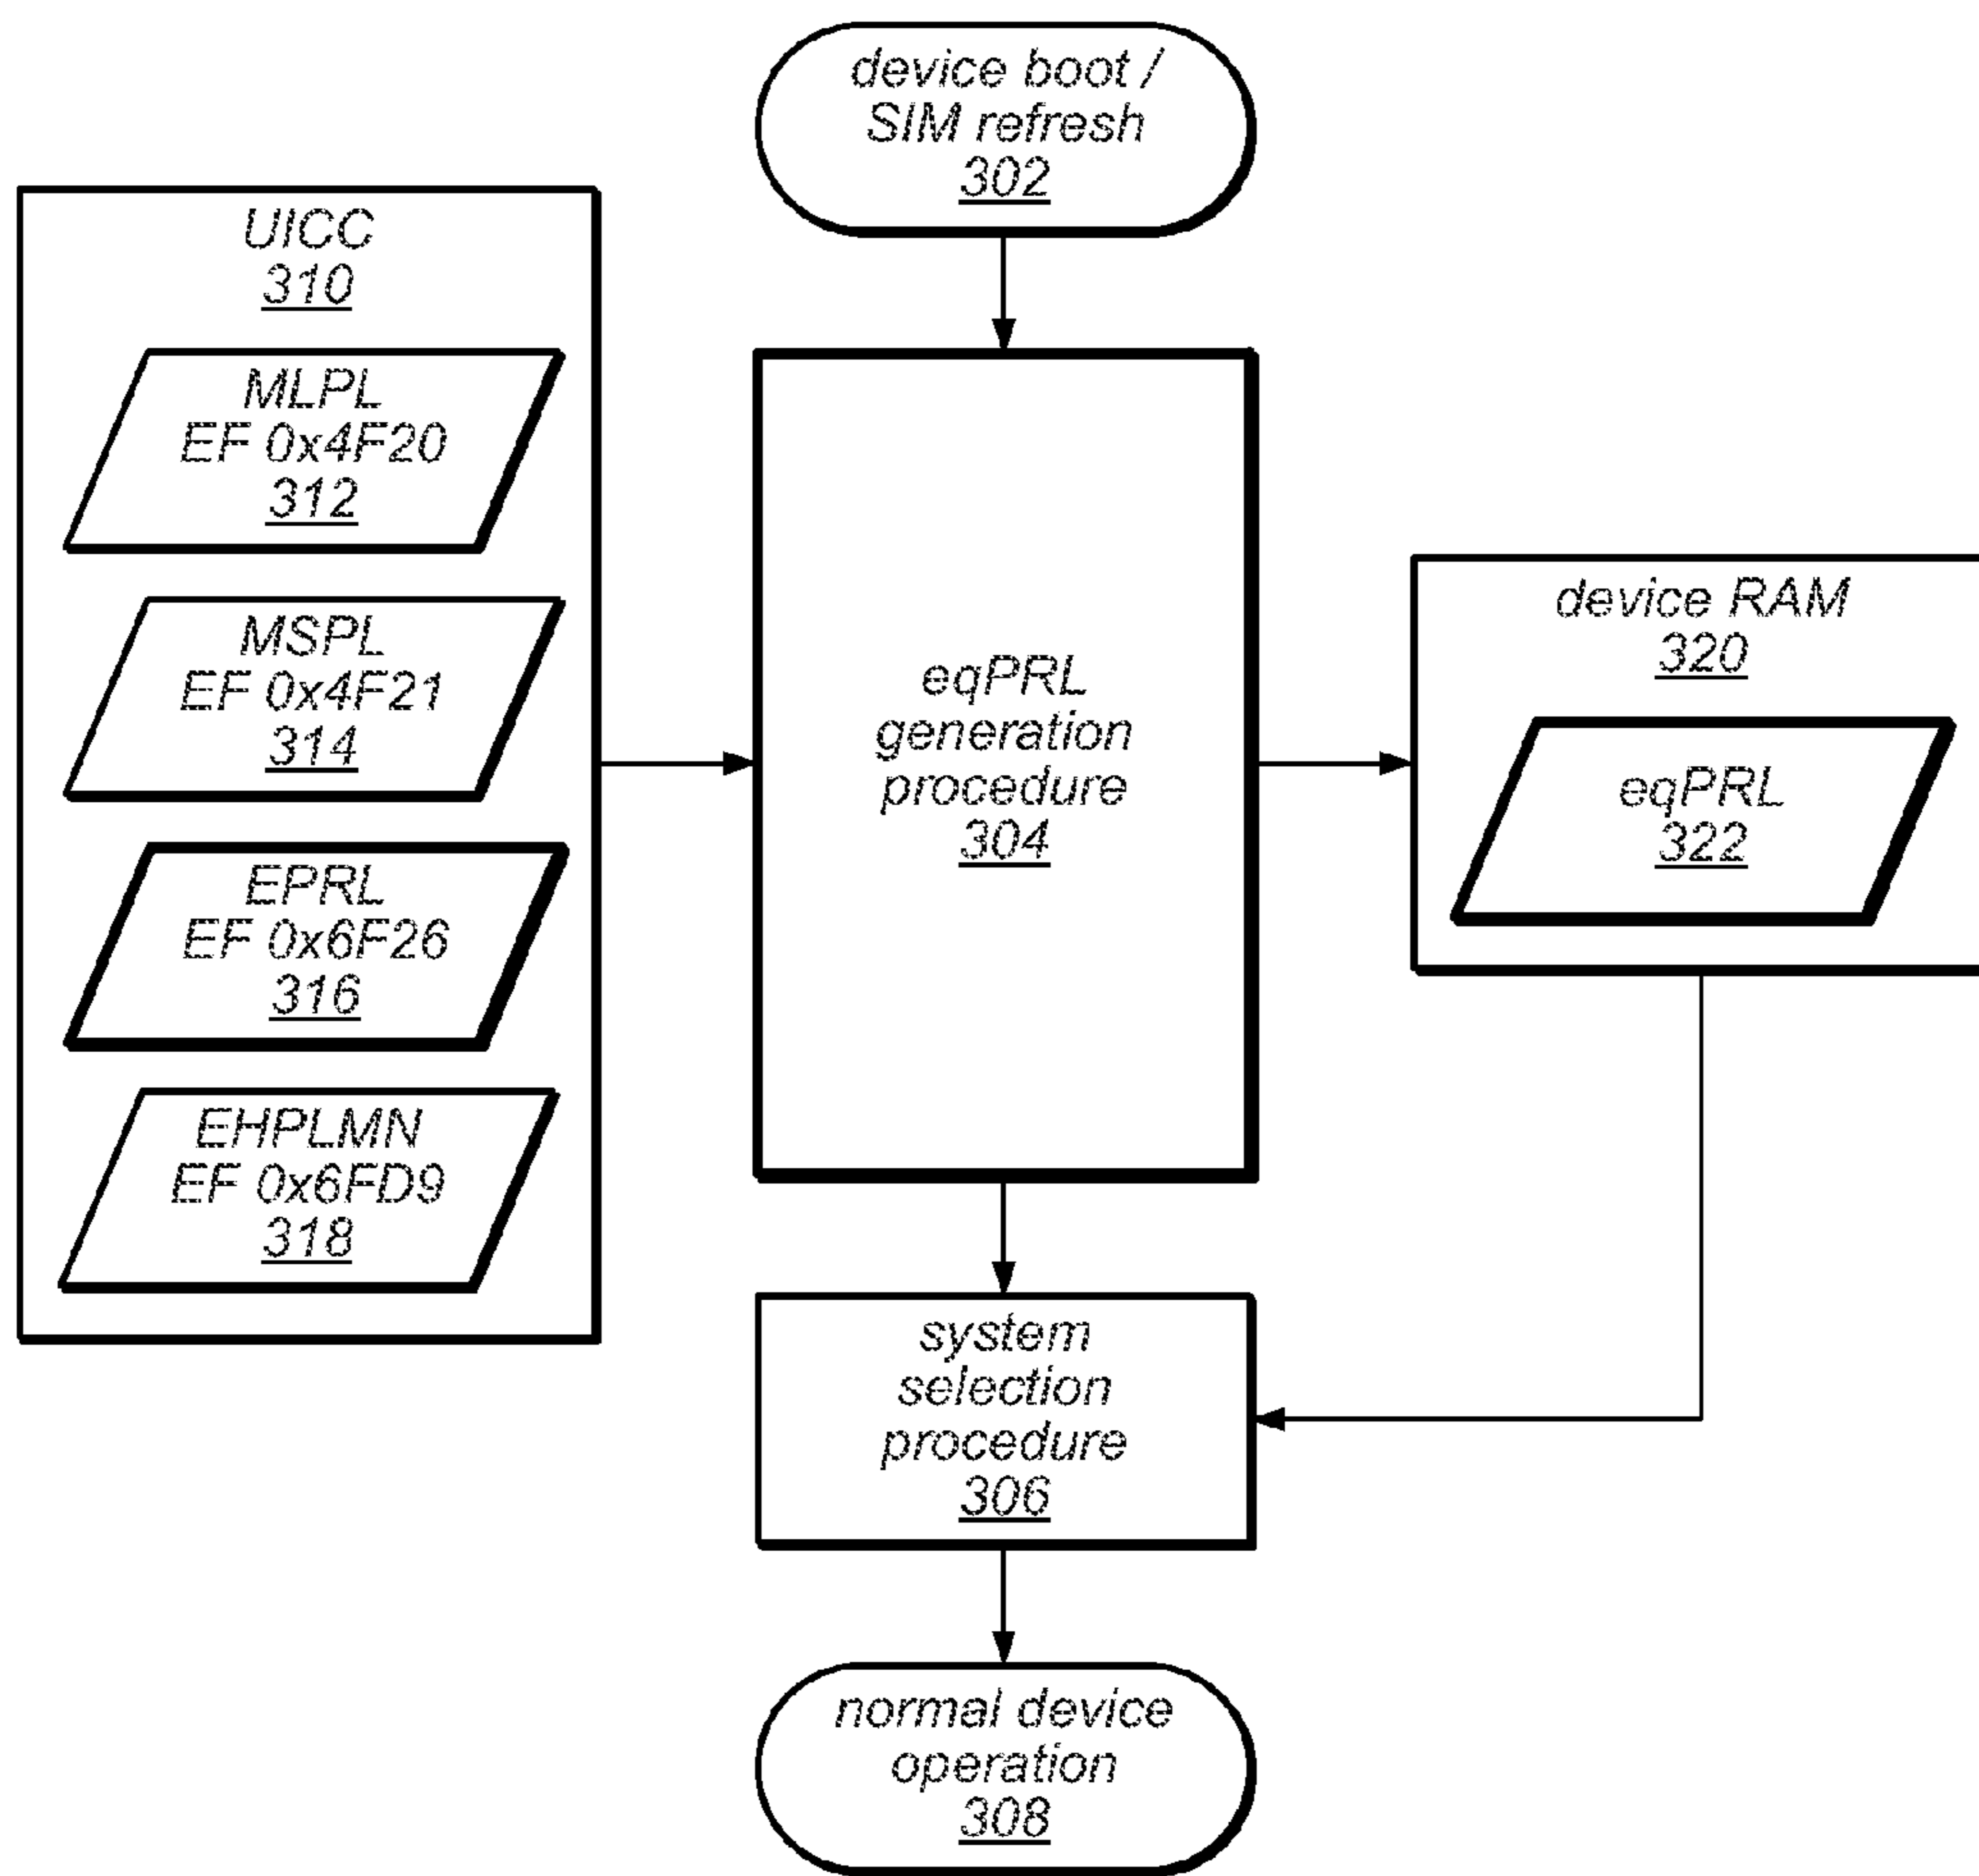 device boot /
SIM refresh
302
UICC
310
MLPL
EF 0x4F20
312
MSPL
EF 0x4F21
314
EPRL
EF 0x6F26
316
EHPLMN
EF 0x6FD9
318
eqPRL
generation
procedure
304
device RAM
320
eqPRL
322
system
selection
procedure
306
normal device
operation
308